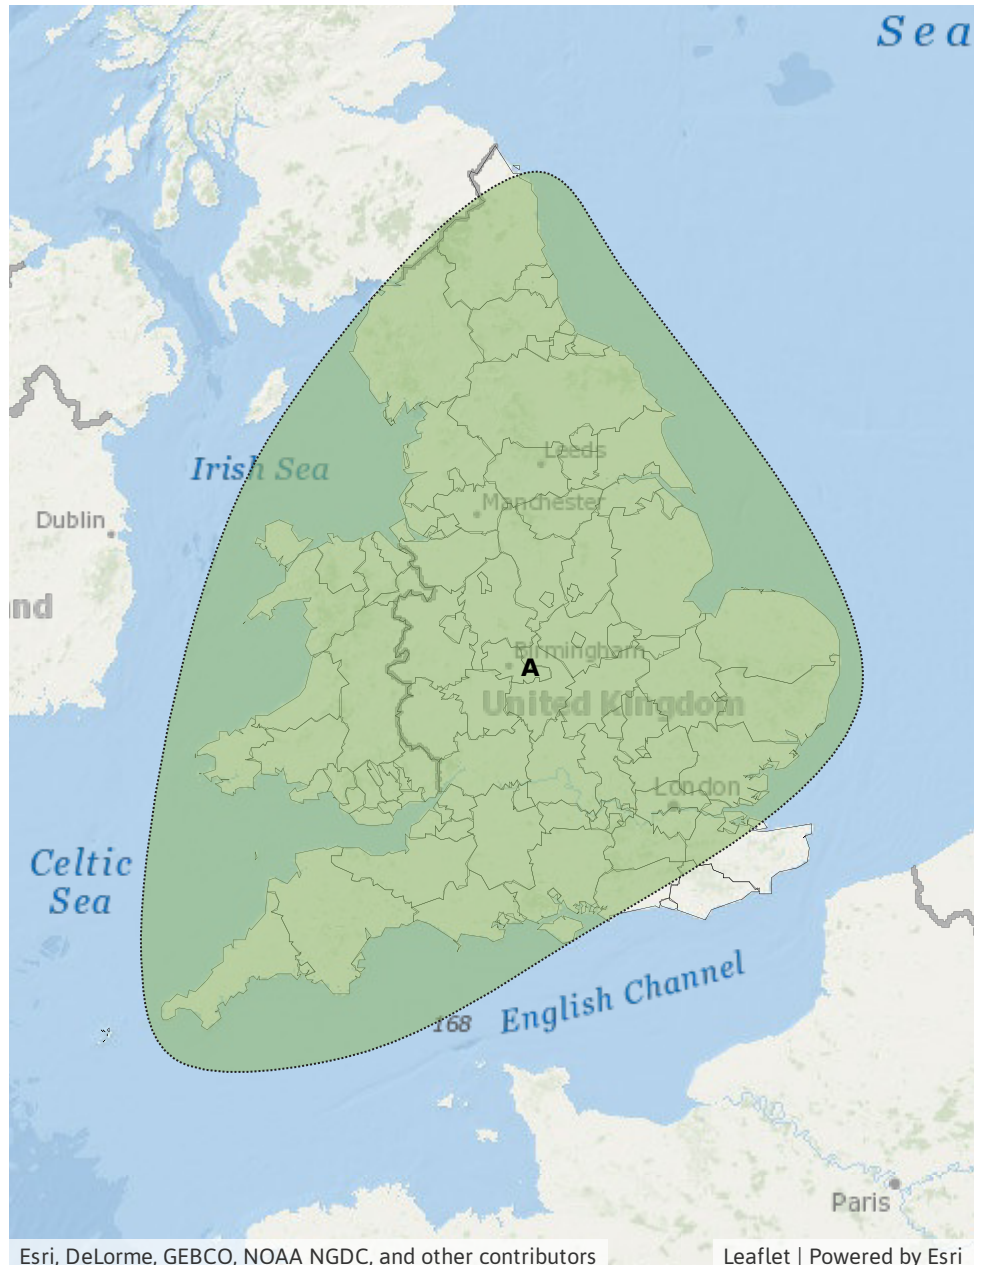 Sea
Irish Sea
Leeds
Manchester
Dublin
nd
Birmingham
A
United Kingdom
London
Celtic
Sea
English Channel
168
Paris
Esri, DeLorme, GEBCO, NOAA NGDC, and other contributors
Leaflet | Powered by Esri